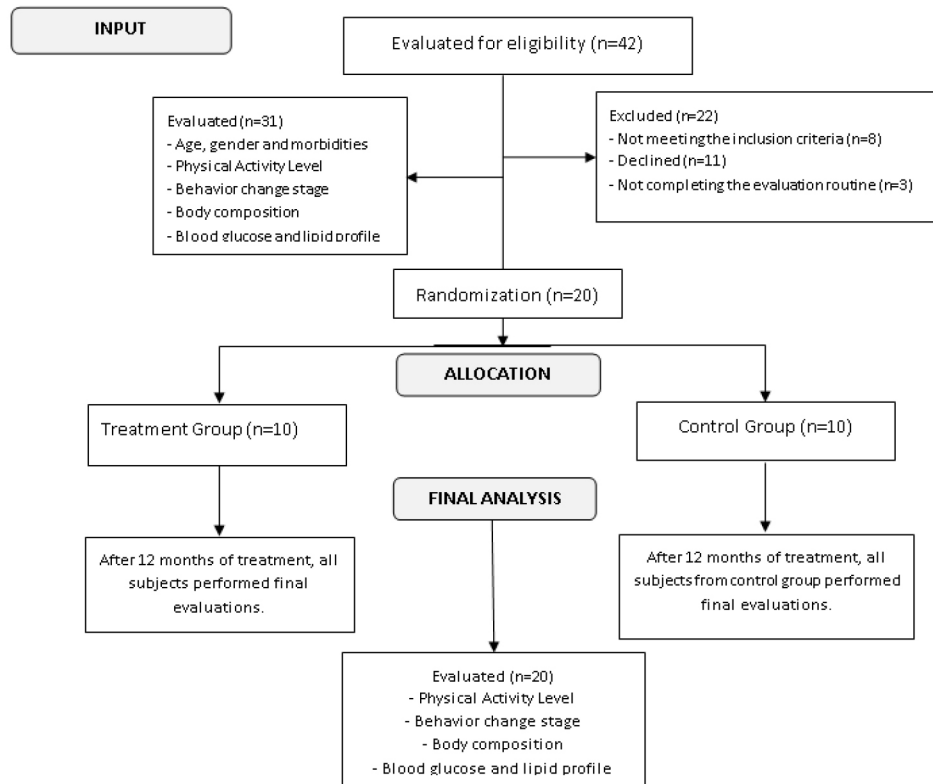 INPUT
Evaluated for eligibility (n=42)
Evaluated (n=31)
- Age, gender and morbidities
- Physical Activity Level
- Behavior change stage
- Body composition
- Blood glucose and lipid profile
Excluded (n=22)
- Not meeting the inclusion criteria (n=8)
- Declined (n=11)
- Not completing the evaluation routine (n=3)
Randomization (n=20)
ALLOCATION
Treatment Group (n=10)
Control Group (n=10)
FINAL ANALYSIS
After 12 months of treatment, all
subjects performed final
evaluations.
After 12 months of treatment, all
subjects from control group performed
final evaluations.
Evaluated (n=20)
- Physical Activity Level
- Behavior change stage
- Body composition
- Blood glucose and lipid profile